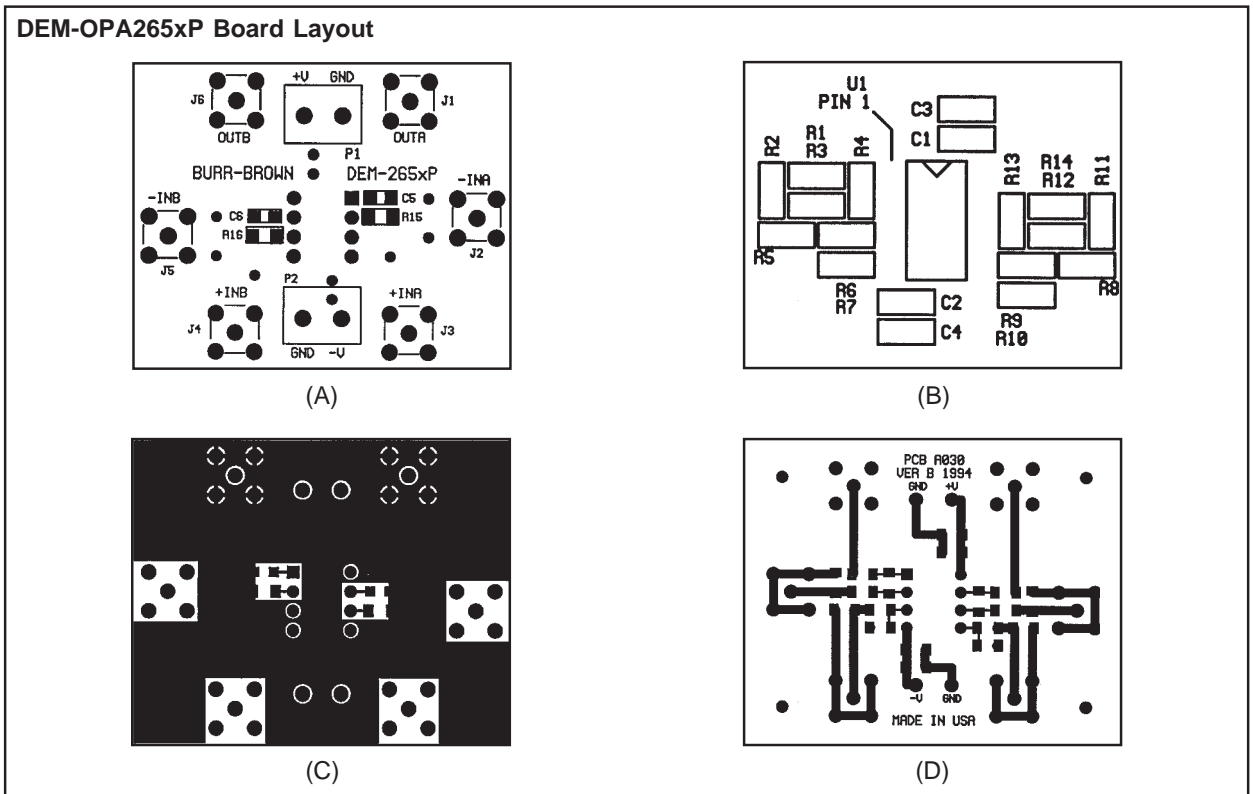 DEM-OPA265xP Board Layout
+V GND
J6
J1
OUTB
OUTA
P1
BURR-BROWN
DEM-265xP
-INB
-INA
C5
C6
R15
R16
J5
J2
P2
+INB
+INA
J4
J3
GND -V
(A)
U1
PIN 1
C3
C1
R2
R1
R3
R4
R13
R14
R12
R11
R5
R6
R7
C2
C4
R8
R9
R10
(B)
(C)
PCB A030
VER B 1994
GND +V
-V GND
MADE IN USA
(D)